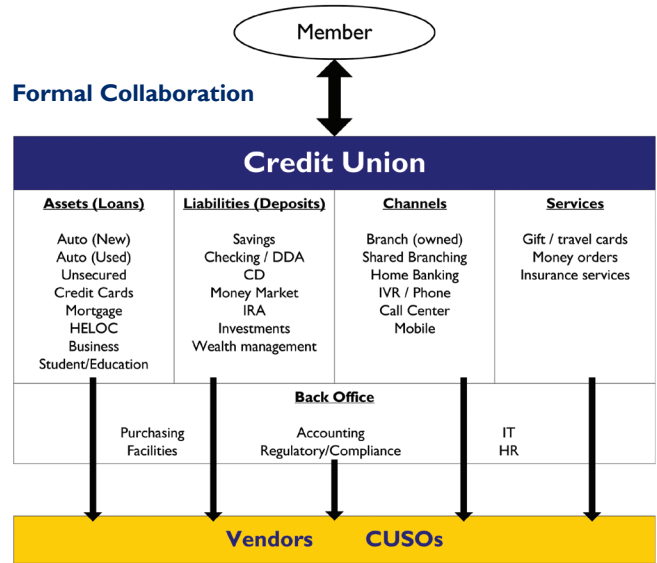 Member
Formal Collaboration
Credit Union
Assets (Loans)
Auto (New)
Auto (Used)
Unsecured
Credit Cards
Mortgage
HELOC
Business
Student/Education
Liabilities (Deposits)
Savings
Checking / DDA
CD
Money Market
IRA
Investments
Wealth management
Channels
Branch (owned)
Shared Branching
Home Banking
IVR / Phone
Call Center
Mobile
Services
Gift / travel cards
Money orders
Insurance services
Back Office
Purchasing
Facilities
Accounting
Regulatory/Compliance
IT
HR
Vendors CUSOs